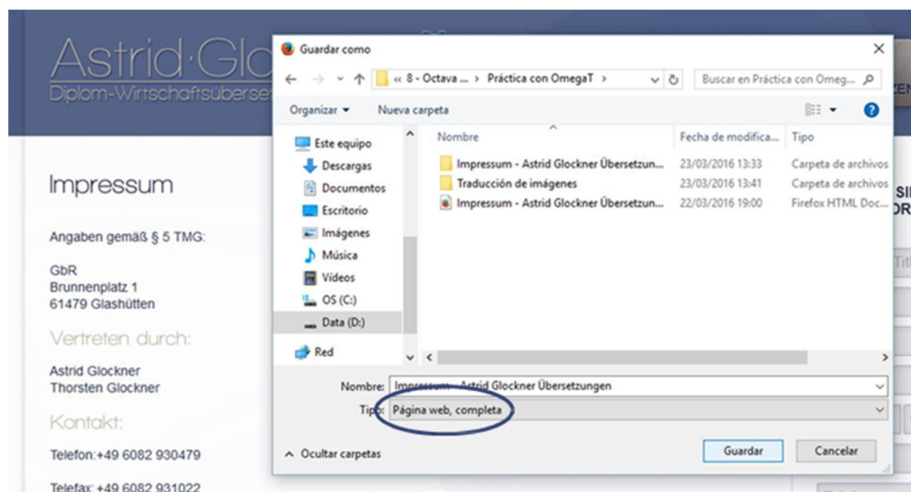 Astrid·Glo
Diplom-Wirtschaftsüberse
Impressum
Angaben gemäß § 5 TMG:
GbR
Brunnenplatz 1
61479 Glashütten
Vertreten durch:
Astrid Glockner
Thorsten Glockner
Kontakt:
Telefon:+49 6082 930479
Telefax: +49 6082 931022
Guardar como
« 8 - Octava ... › Práctica con OmegaT ›
Buscar en Práctica con Omeg...
Organizar
Nueva carpeta
Este equipo
Descargas
Documentos
Escritorio
Imágenes
Música
Vídeos
OS (C:)
Data (D:)
Red
Nombre Fecha de modifica... Tipo
Impressum - Astrid Glockner Übersetzun... 23/03/2016 13:33 Carpeta de archivos
Traducción de imágenes 23/03/2016 13:41 Carpeta de archivos
Impressum - Astrid Glockner Übersetzun... 22/03/2016 19:00 Firefox HTML Doc...
Nombre: Impressum - Astrid Glockner Übersetzungen
Tipo: Página web, completa
Ocultar carpetas
Guardar
Cancelar